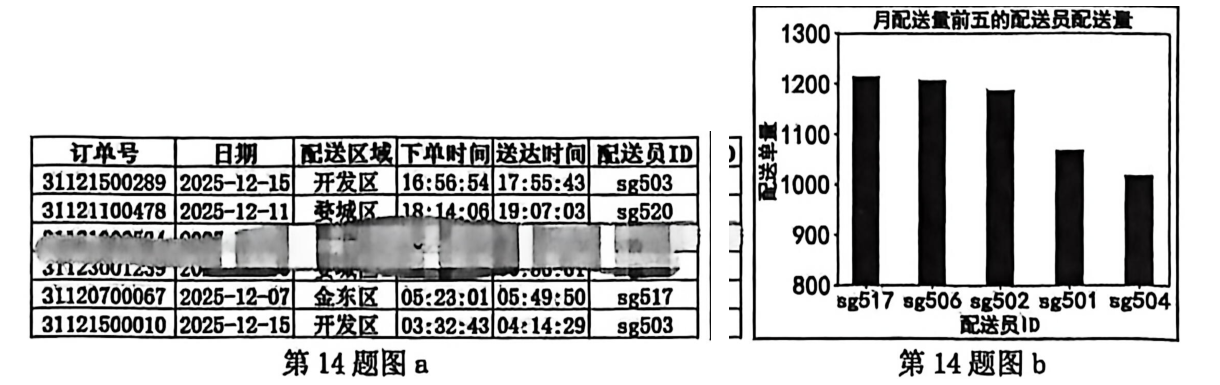 订单号 日期 配送区域 下单时间 送达时间 配送员ID
31121500289 2025-12-15 开发区 16:56:54 17:55:43 sg503
31121100478 2025-12-11 婺城区 18:14:06 19:07:03 sg520
31123001239
31120700067 2025-12-07 金东区 05:23:01 05:49:50 sg517
31121500010 2025-12-15 开发区 03:32:43 04:14:29 sg503
第14题图a
月配送量前五的配送员配送量
配送单量
1300
1200
1100
1000
900
800
sg517 sg506 sg502 sg501 sg504
配送员ID
第14题图b